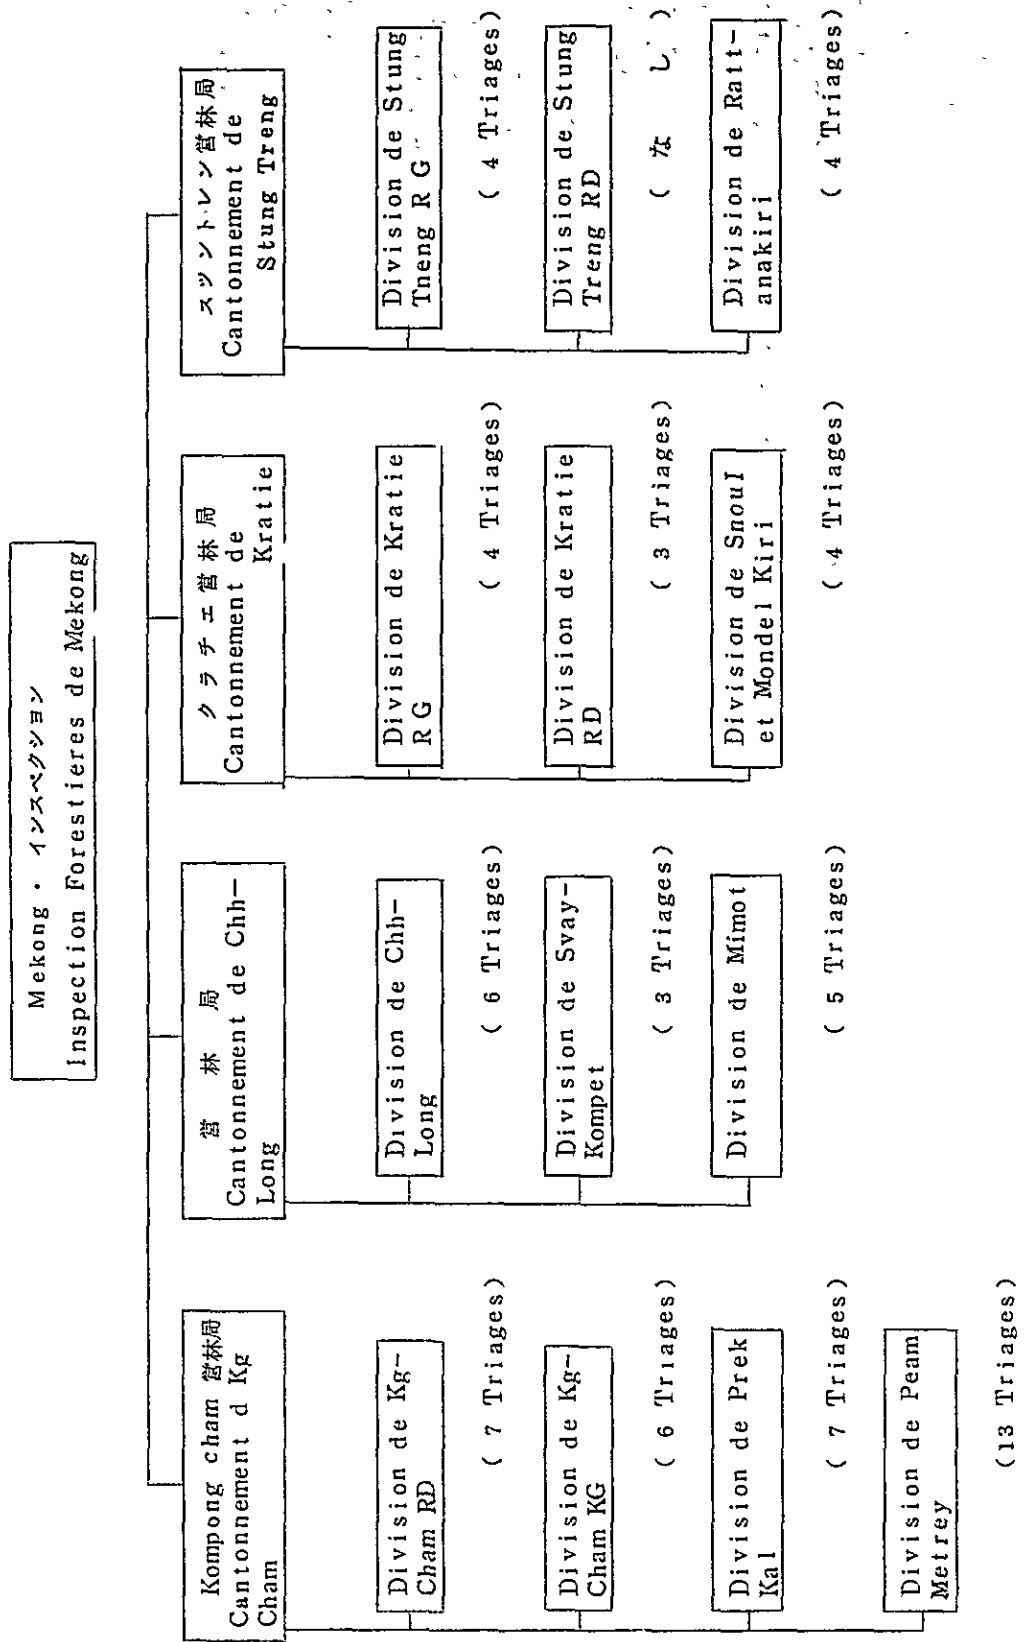 Mekong・インスペクション
Inspection Forestieres de Mekong
Kompong cham 営林局
Cantonnement d Kg
Cham
Division de Kg-
Cham RD
( 7 Triages)
Division de Kg-
Cham KG
( 6 Triages)
Division de Prek
Kal
( 7 Triages)
Division de Peam
Metrey
(13 Triages)
営林局
Cantonnement de Chh-
Long
Division de Chh-
Long
( 6 Triages)
Division de Svay-
Kompet
( 3 Triages)
Division de Mimot
( 5 Triages)
クラチエ営林局
Cantonnement de
Kratie
Division de Kratie
R G
( 4 Triages)
Division de Kratie
RD
( 3 Triages)
Division de Snoul
et Mondel Kiri
( 4 Triages)
スツントレン営林局
Cantonnement de
Stung Treng
Division de Stung
Tneng R G
( 4 Triages)
Division de Stung
Treng RD
( なし )
Division de Ratt-
anakiri
( 4 Triages)